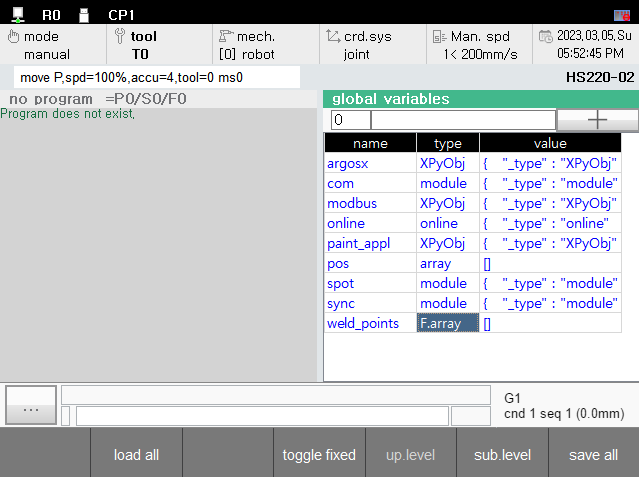 R0 CP1
mode
manual
tool
T0
mech.
[0] robot
crd.sys
joint
Man. spd
1< 200mm/s
2023,03,05,Su
05:52:45 PM
move P,spd=100%,accu=4,tool=0 ms0
HS220-02
no program =P0/S0/F0
Program does not exist.
global variables
0
name type value
argosx XPyObj { "_type" : "XPyObj"
com module { "_type" : "module"
modbus XPyObj { "_type" : "XPyObj"
online online { "_type" : "online"
paint_appl XPyObj { "_type" : "XPyObj"
pos array []
spot module { "_type" : "module"
sync module { "_type" : "module"
weld_points F.array []
...
G1
cnd 1 seq 1 (0.0mm)
load all toggle fixed up.level sub.level save all